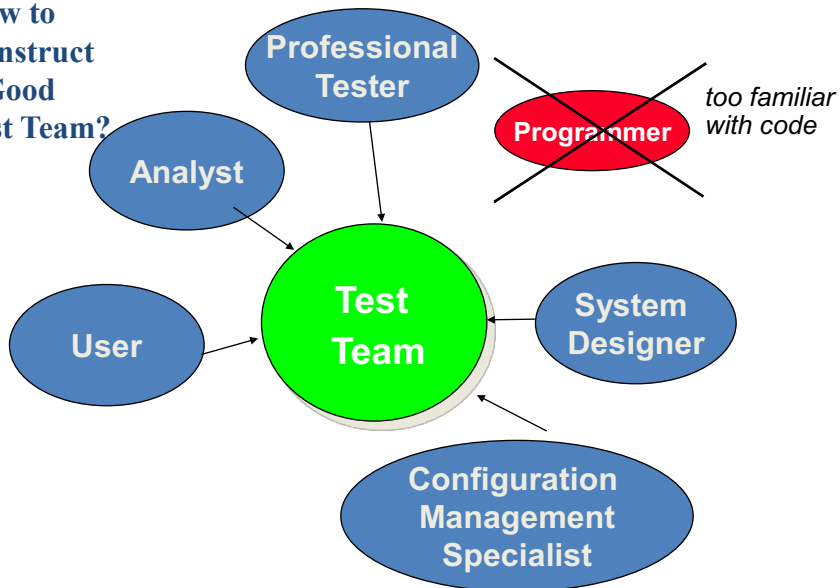 w to
nstruct
Good
st Team?
Professional
Tester
Programmer
too familiar
with code
Analyst
Test
Team
System
Designer
User
Configuration
Management
Specialist